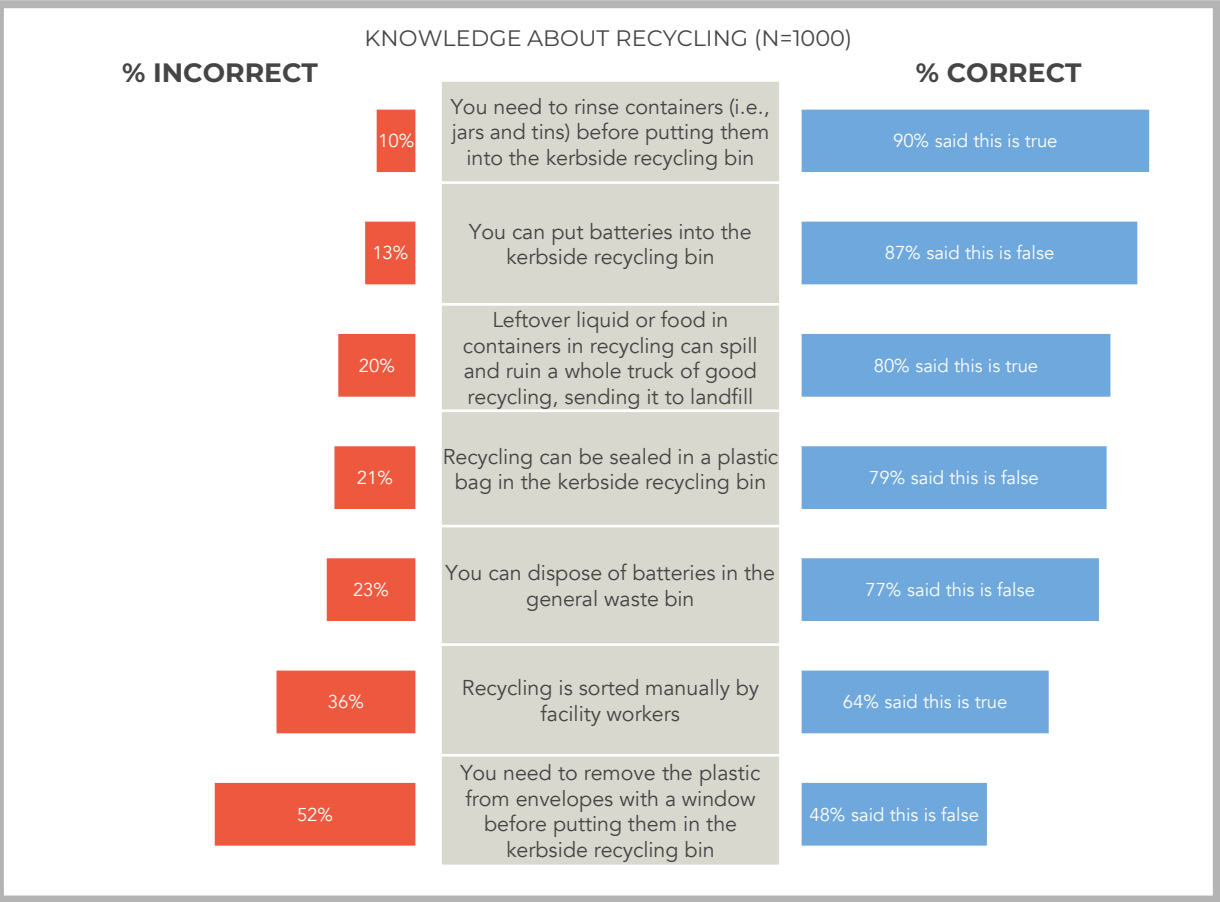 KNOWLEDGE ABOUT RECYCLING (N=1000)
% INCORRECT
% CORRECT
10%
You need to rinse containers (i.e.,
jars and tins) before putting them
into the kerbside recycling bin
90% said this is true
13%
You can put batteries into the
kerbside recycling bin
87% said this is false
20%
Leftover liquid or food in
containers in recycling can spill
and ruin a whole truck of good
recycling, sending it to landfill
80% said this is true
21%
Recycling can be sealed in a plastic
bag in the kerbside recycling bin
79% said this is false
23%
You can dispose of batteries in the
general waste bin
77% said this is false
36%
Recycling is sorted manually by
facility workers
64% said this is true
52%
You need to remove the plastic
from envelopes with a window
before putting them in the
kerbside recycling bin
48% said this is false